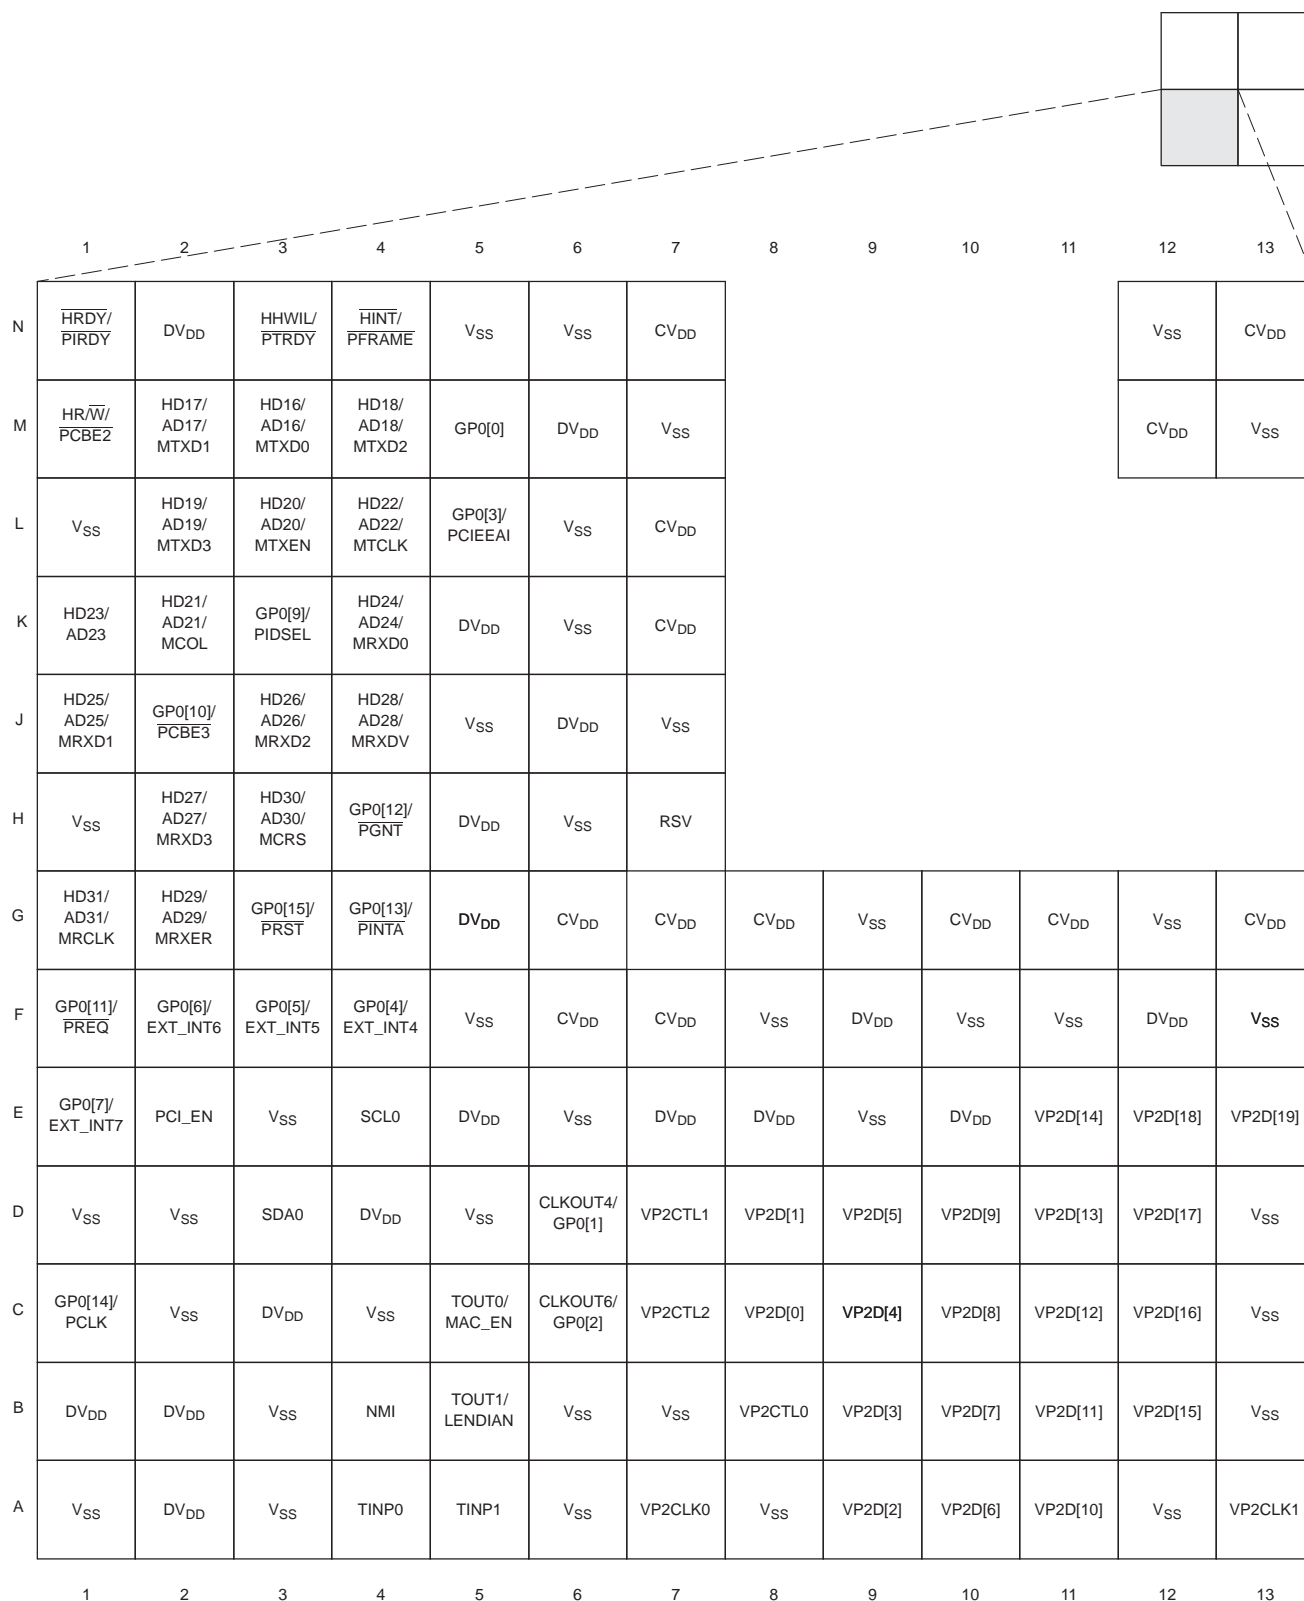 1 2 3 4 5 6 7 8 9 10 11 12 13
N HRDY/ PIRDY DVDD HHWIL/ PTRDY HINT/ PFRAME VSS VSS CVDD VSS CVDD
M HR/W/ PCBE2 HD17/ AD17/ MTXD1 HD16/ AD16/ MTXD0 HD18/ AD18/ MTXD2 GP0[0] DVDD VSS CVDD VSS
L VSS HD19/ AD19/ MTXD3 HD20/ AD20/ MTXEN HD22/ AD22/ MTCLK GP0[3]/ PCIEEAI VSS CVDD
K HD23/ AD23 HD21/ AD21/ MCOL GP0[9]/ PIDSEL HD24/ AD24/ MRXD0 DVDD VSS CVDD
J HD25/ AD25/ MRXD1 GP0[10]/ PCBE3 HD26/ AD26/ MRXD2 HD28/ AD28/ MRXDV VSS DVDD VSS
H VSS HD27/ AD27/ MRXD3 HD30/ AD30/ MCRS GP0[12]/ PGNT DVDD VSS RSV
G HD31/ AD31/ MRCLK HD29/ AD29/ MRXER GP0[15]/ PRST GP0[13]/ PINTA DVDD CVDD CVDD CVDD VSS CVDD CVDD VSS CVDD
F GP0[11]/ PREQ GP0[6]/ EXT_INT6 GP0[5]/ EXT_INT5 GP0[4]/ EXT_INT4 VSS CVDD CVDD VSS DVDD VSS VSS DVDD VSS
E GP0[7]/ EXT_INT7 PCI_EN VSS SCL0 DVDD VSS DVDD DVDD VSS DVDD VP2D[14] VP2D[18] VP2D[19]
D VSS VSS SDA0 DVDD VSS CLKOUT4/ GP0[1] VP2CTL1 VP2D[1] VP2D[5] VP2D[9] VP2D[13] VP2D[17] VSS
C GP0[14]/ PCLK VSS DVDD VSS TOUT0/ MAC_EN CLKOUT6/ GP0[2] VP2CTL2 VP2D[0] VP2D[4] VP2D[8] VP2D[12] VP2D[16] VSS
B DVDD DVDD VSS NMI TOUT1/ LENDIAN VSS VSS VP2CTL0 VP2D[3] VP2D[7] VP2D[11] VP2D[15] VSS
A VSS DVDD VSS TINP0 TINP1 VSS VP2CLK0 VSS VP2D[2] VP2D[6] VP2D[10] VSS VP2CLK1
1 2 3 4 5 6 7 8 9 10 11 12 13